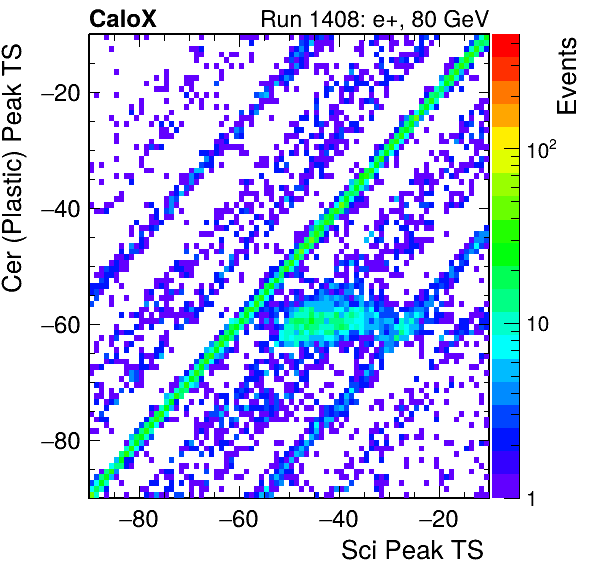 CaloX Run 1408: e+, 80 GeV
Cer (Plastic) Peak TS
−20
−40
−60
−80
−80 −60 −40 −20
Sci Peak TS
Events
10²
10
1